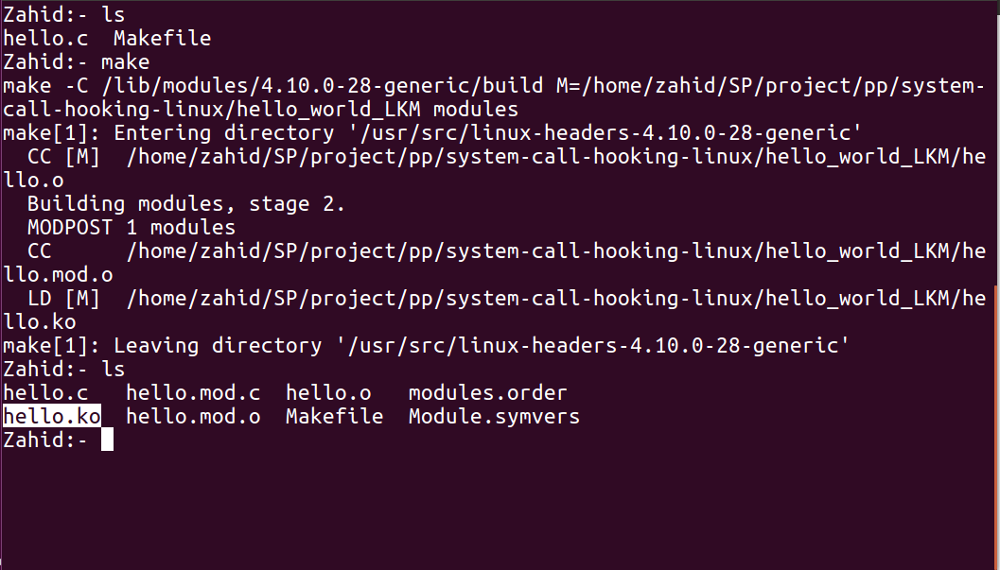 Zahid:- ls
hello.c  Makefile
Zahid:- make
make -C /lib/modules/4.10.0-28-generic/build M=/home/zahid/SP/project/pp/system-
call-hooking-linux/hello_world_LKM modules
make[1]: Entering directory '/usr/src/linux-headers-4.10.0-28-generic'
  CC [M]  /home/zahid/SP/project/pp/system-call-hooking-linux/hello_world_LKM/he
llo.o
  Building modules, stage 2.
  MODPOST 1 modules
  CC      /home/zahid/SP/project/pp/system-call-hooking-linux/hello_world_LKM/he
llo.mod.o
  LD [M]  /home/zahid/SP/project/pp/system-call-hooking-linux/hello_world_LKM/he
llo.ko
make[1]: Leaving directory '/usr/src/linux-headers-4.10.0-28-generic'
Zahid:- ls
hello.c   hello.mod.c  hello.o   modules.order
hello.ko  hello.mod.o  Makefile  Module.symvers
Zahid:-